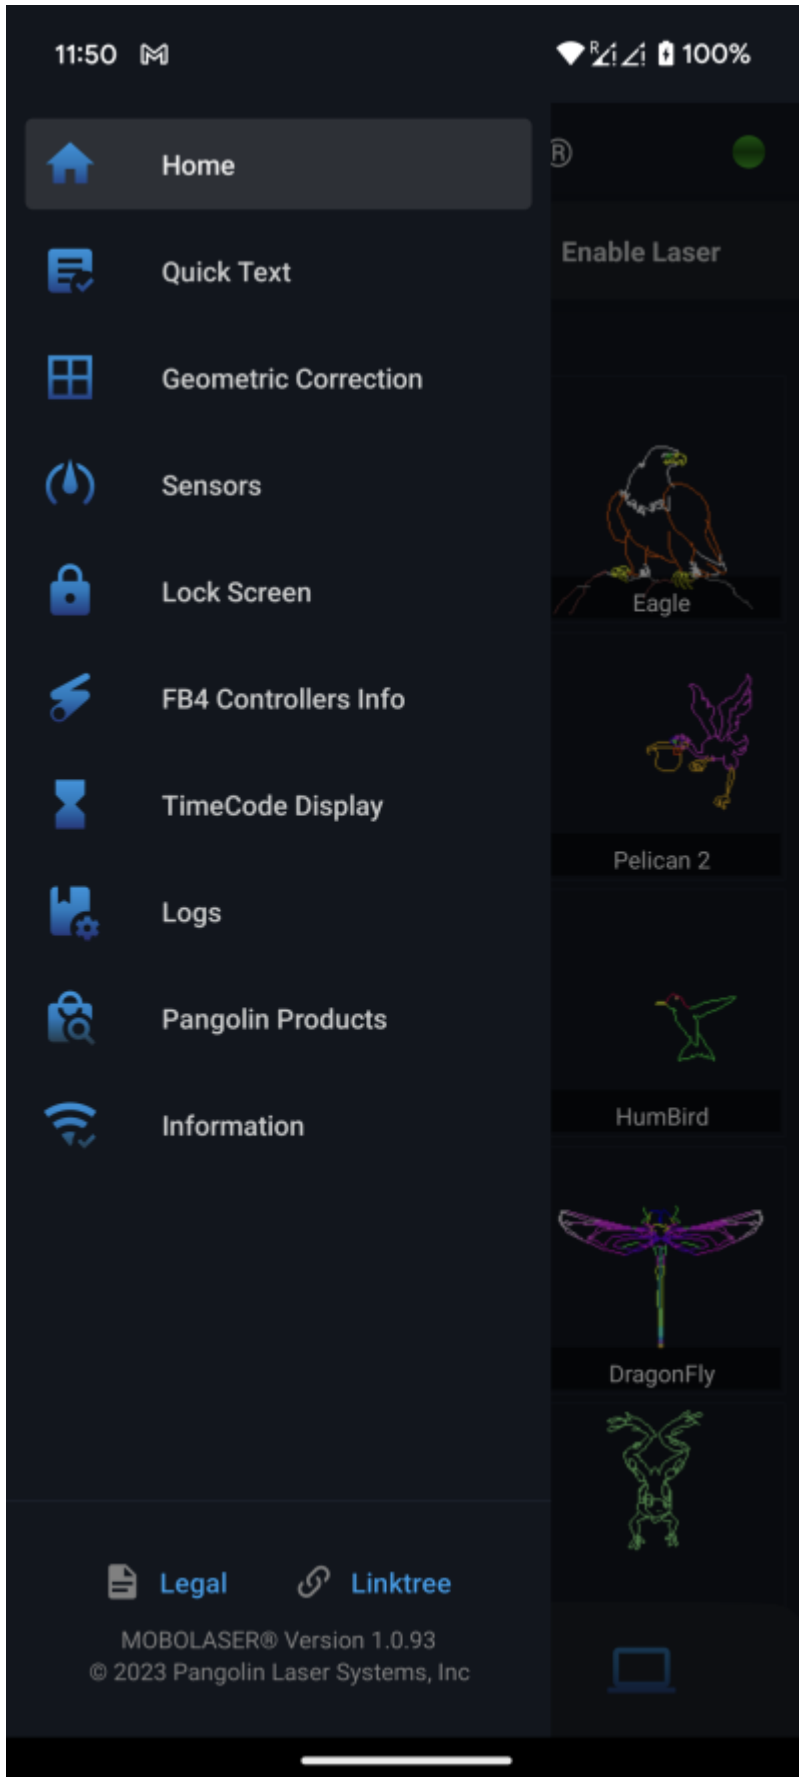 11:50
R
100%
Home
®
Quick Text
Enable Laser
Geometric Correction
Sensors
Lock Screen
Eagle
FB4 Controllers Info
TimeCode Display
Pelican 2
Logs
Pangolin Products
Information
HumBird
DragonFly
Legal
Linktree
MOBOLASER® Version 1.0.93
© 2023 Pangolin Laser Systems, Inc